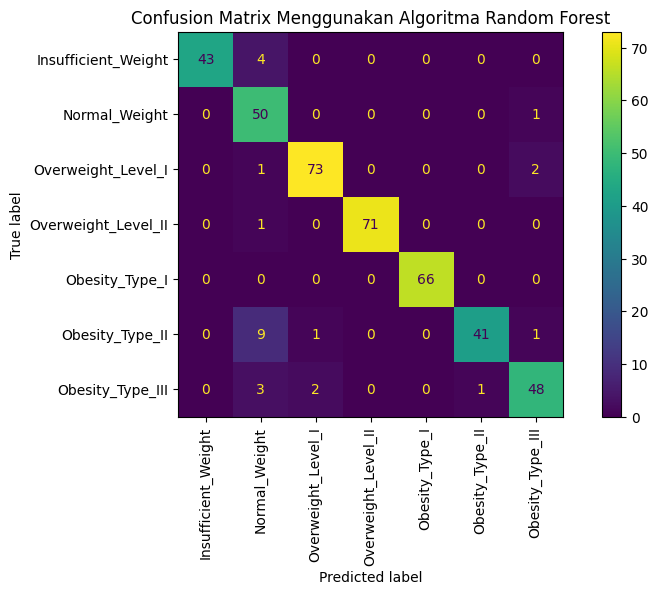 Confusion Matrix Menggunakan Algoritma Random Forest
True label
Insufficient_Weight 43 4 0 0 0 0 0
Normal_Weight 0 50 0 0 0 0 1
Overweight_Level_I 0 1 73 0 0 0 2
Overweight_Level_II 0 1 0 71 0 0 0
Obesity_Type_I 0 0 0 0 66 0 0
Obesity_Type_II 0 9 1 0 0 41 1
Obesity_Type_III 0 3 2 0 0 1 48
Insufficient_Weight
Normal_Weight
Overweight_Level_I
Overweight_Level_II
Obesity_Type_I
Obesity_Type_II
Obesity_Type_III
Predicted label
70
60
50
40
30
20
10
0